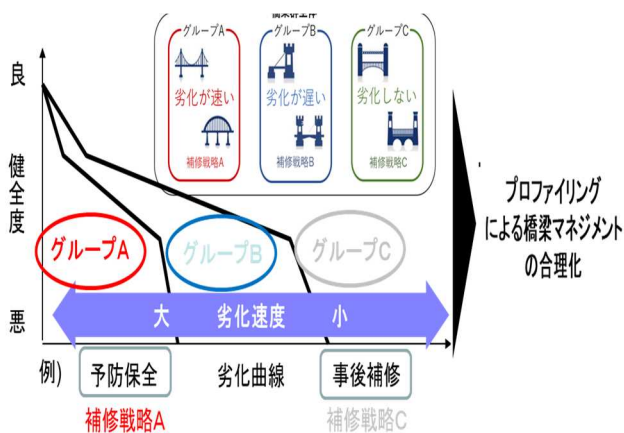 橋梁群全体
グループA
グループB
グループC
劣化が速い
劣化が遅い
劣化しない
補修戦略A
補修戦略B
補修戦略C
良
健全度
悪
グループA
グループB
グループC
大 劣化速度 小
例)
予防保全
劣化曲線
事後補修
補修戦略A
補修戦略C
プロファイリング
による橋梁マネジメント
の合理化